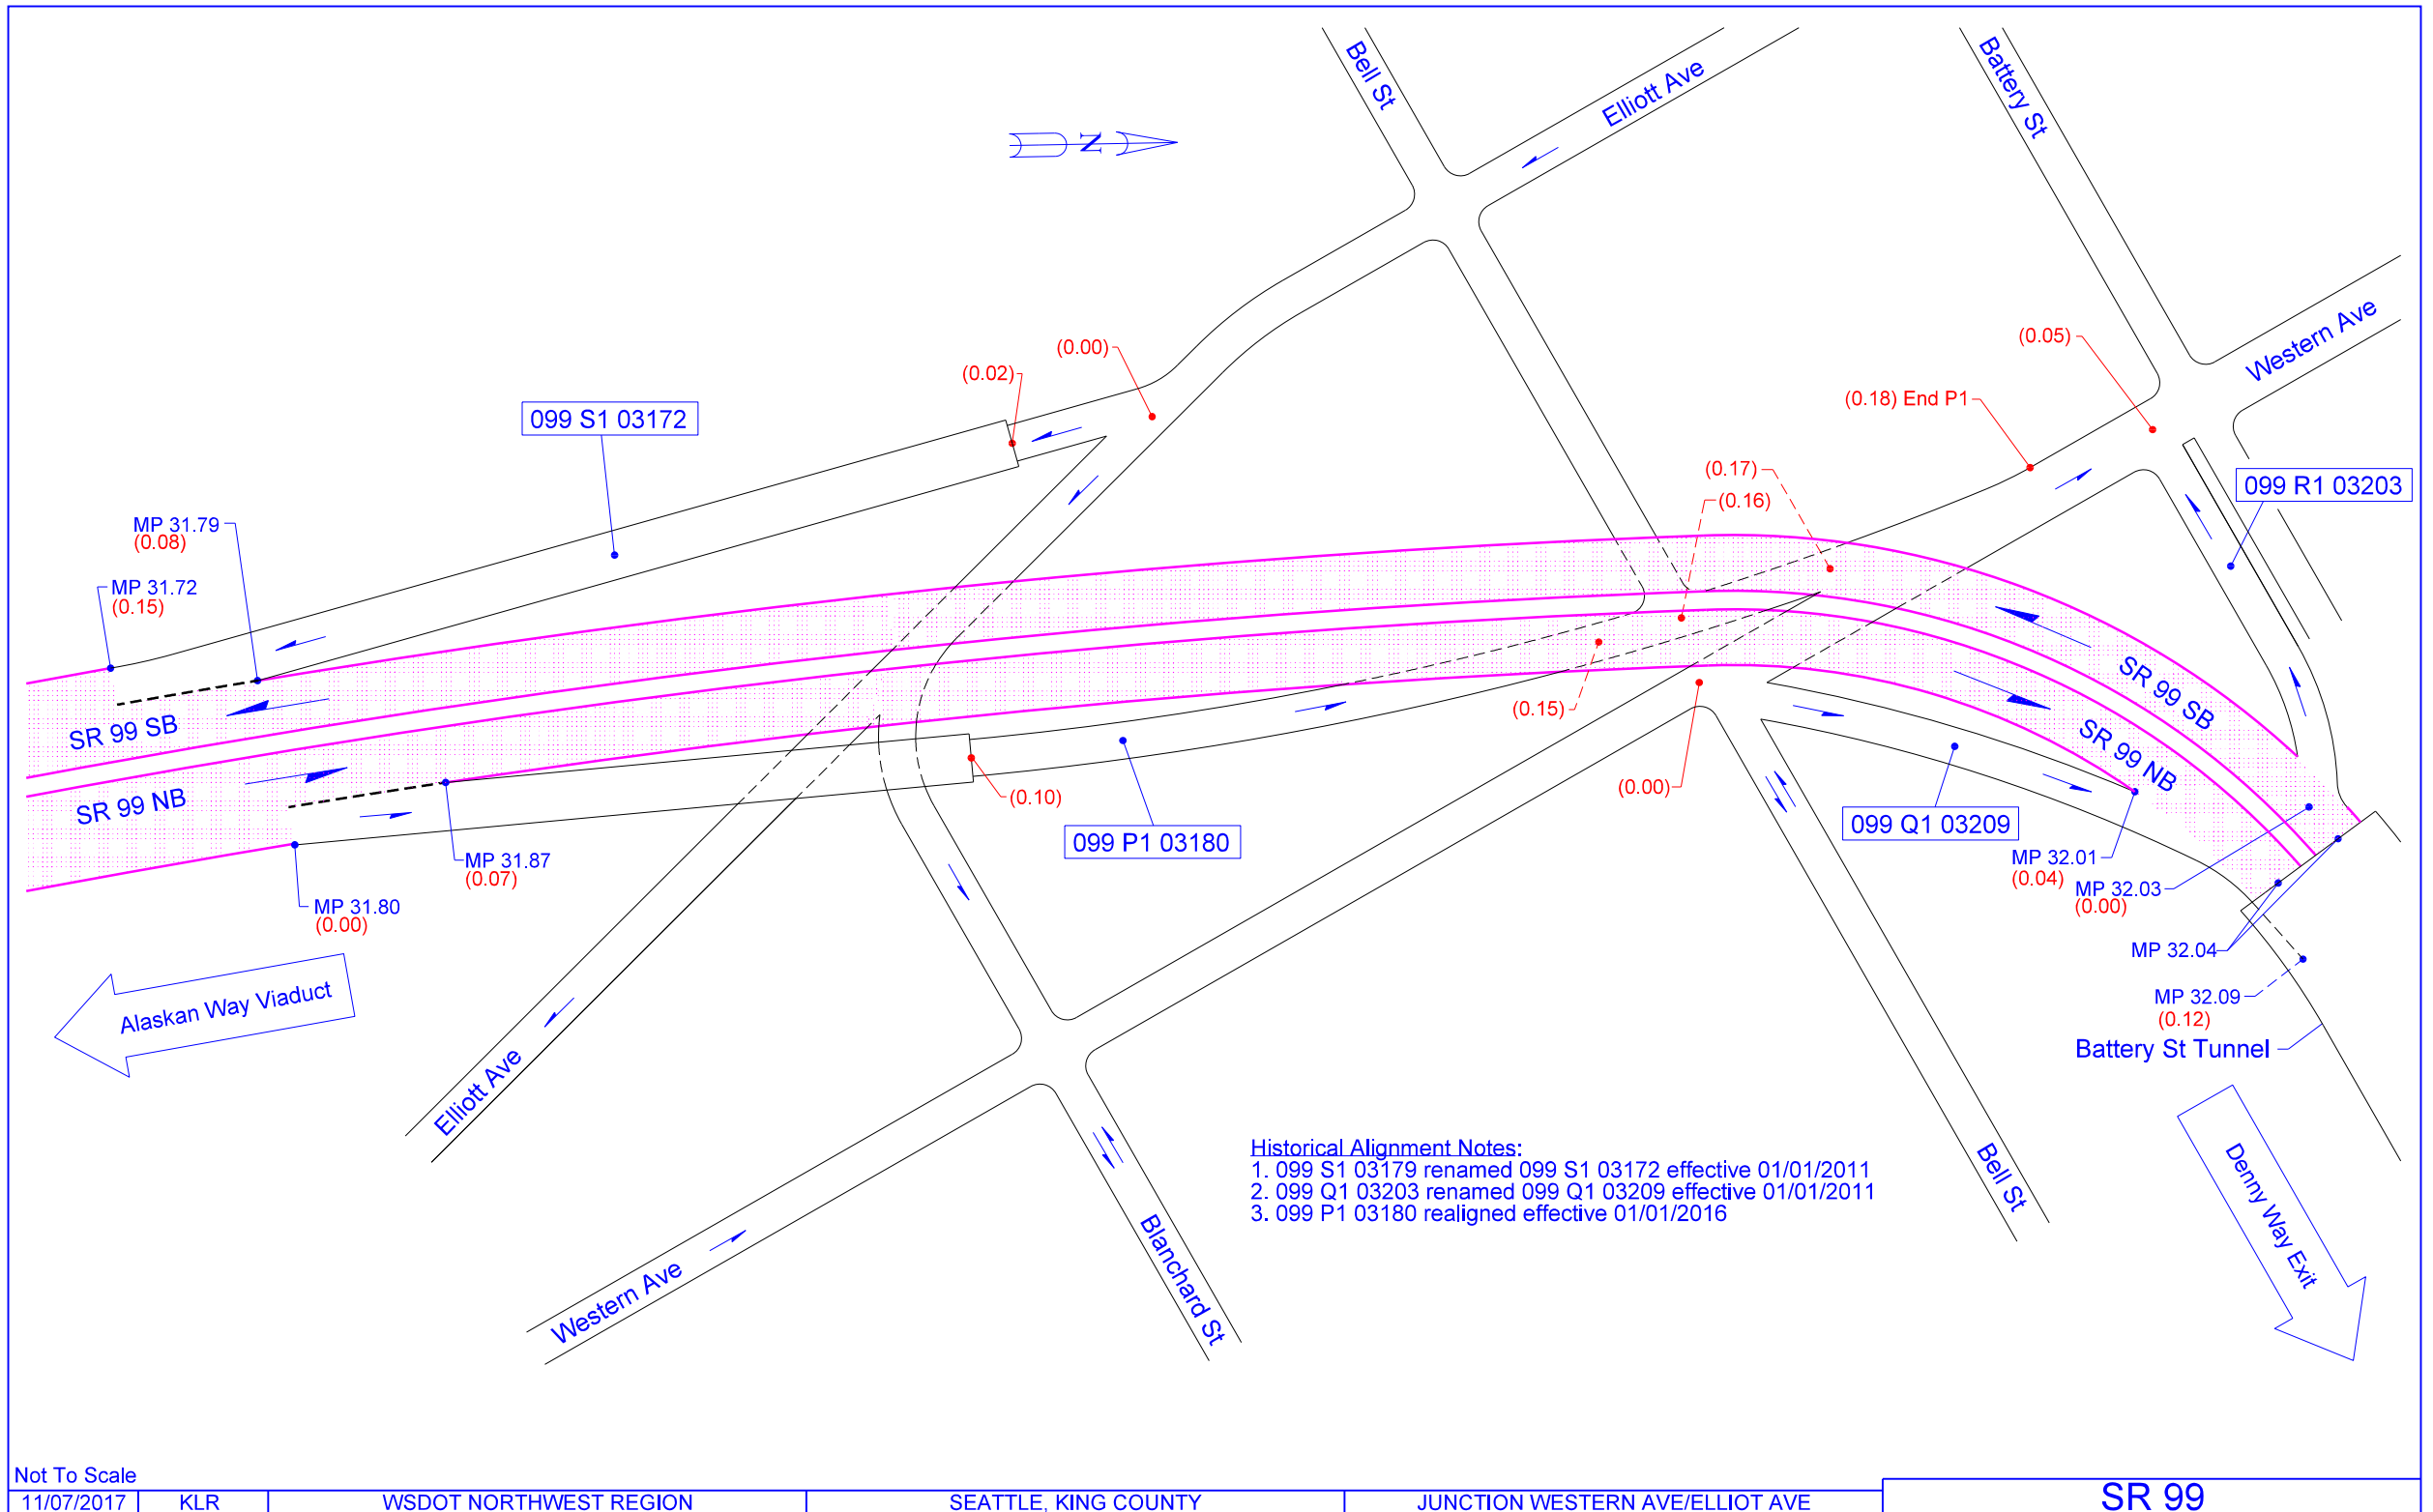 Bell St
Elliott Ave
Battery St
N
Western Ave
(0.05)
(0.00)
(0.02)
(0.18) End P1
099 S1 03172
(0.17)
(0.16)
099 R1 03203
MP 31.79
(0.08)
MP 31.72
(0.15)
SR 99 SB
SR 99 NB
SR 99 SB
SR 99 NB
(0.15)
(0.00)
(0.10)
099 P1 03180
099 Q1 03209
MP 31.87
(0.07)
MP 31.80
(0.00)
MP 32.01
(0.04)
MP 32.03
(0.00)
MP 32.04
MP 32.09
(0.12)
Battery St Tunnel
Alaskan Way Viaduct
Elliott Ave
Western Ave
Blanchard St
Bell St
Denny Way Exit
Historical Alignment Notes:
1. 099 S1 03179 renamed 099 S1 03172 effective 01/01/2011
2. 099 Q1 03203 renamed 099 Q1 03209 effective 01/01/2011
3. 099 P1 03180 realigned effective 01/01/2016
Not To Scale
11/07/2017 KLR WSDOT NORTHWEST REGION SEATTLE, KING COUNTY JUNCTION WESTERN AVE/ELLIOT AVE SR 99